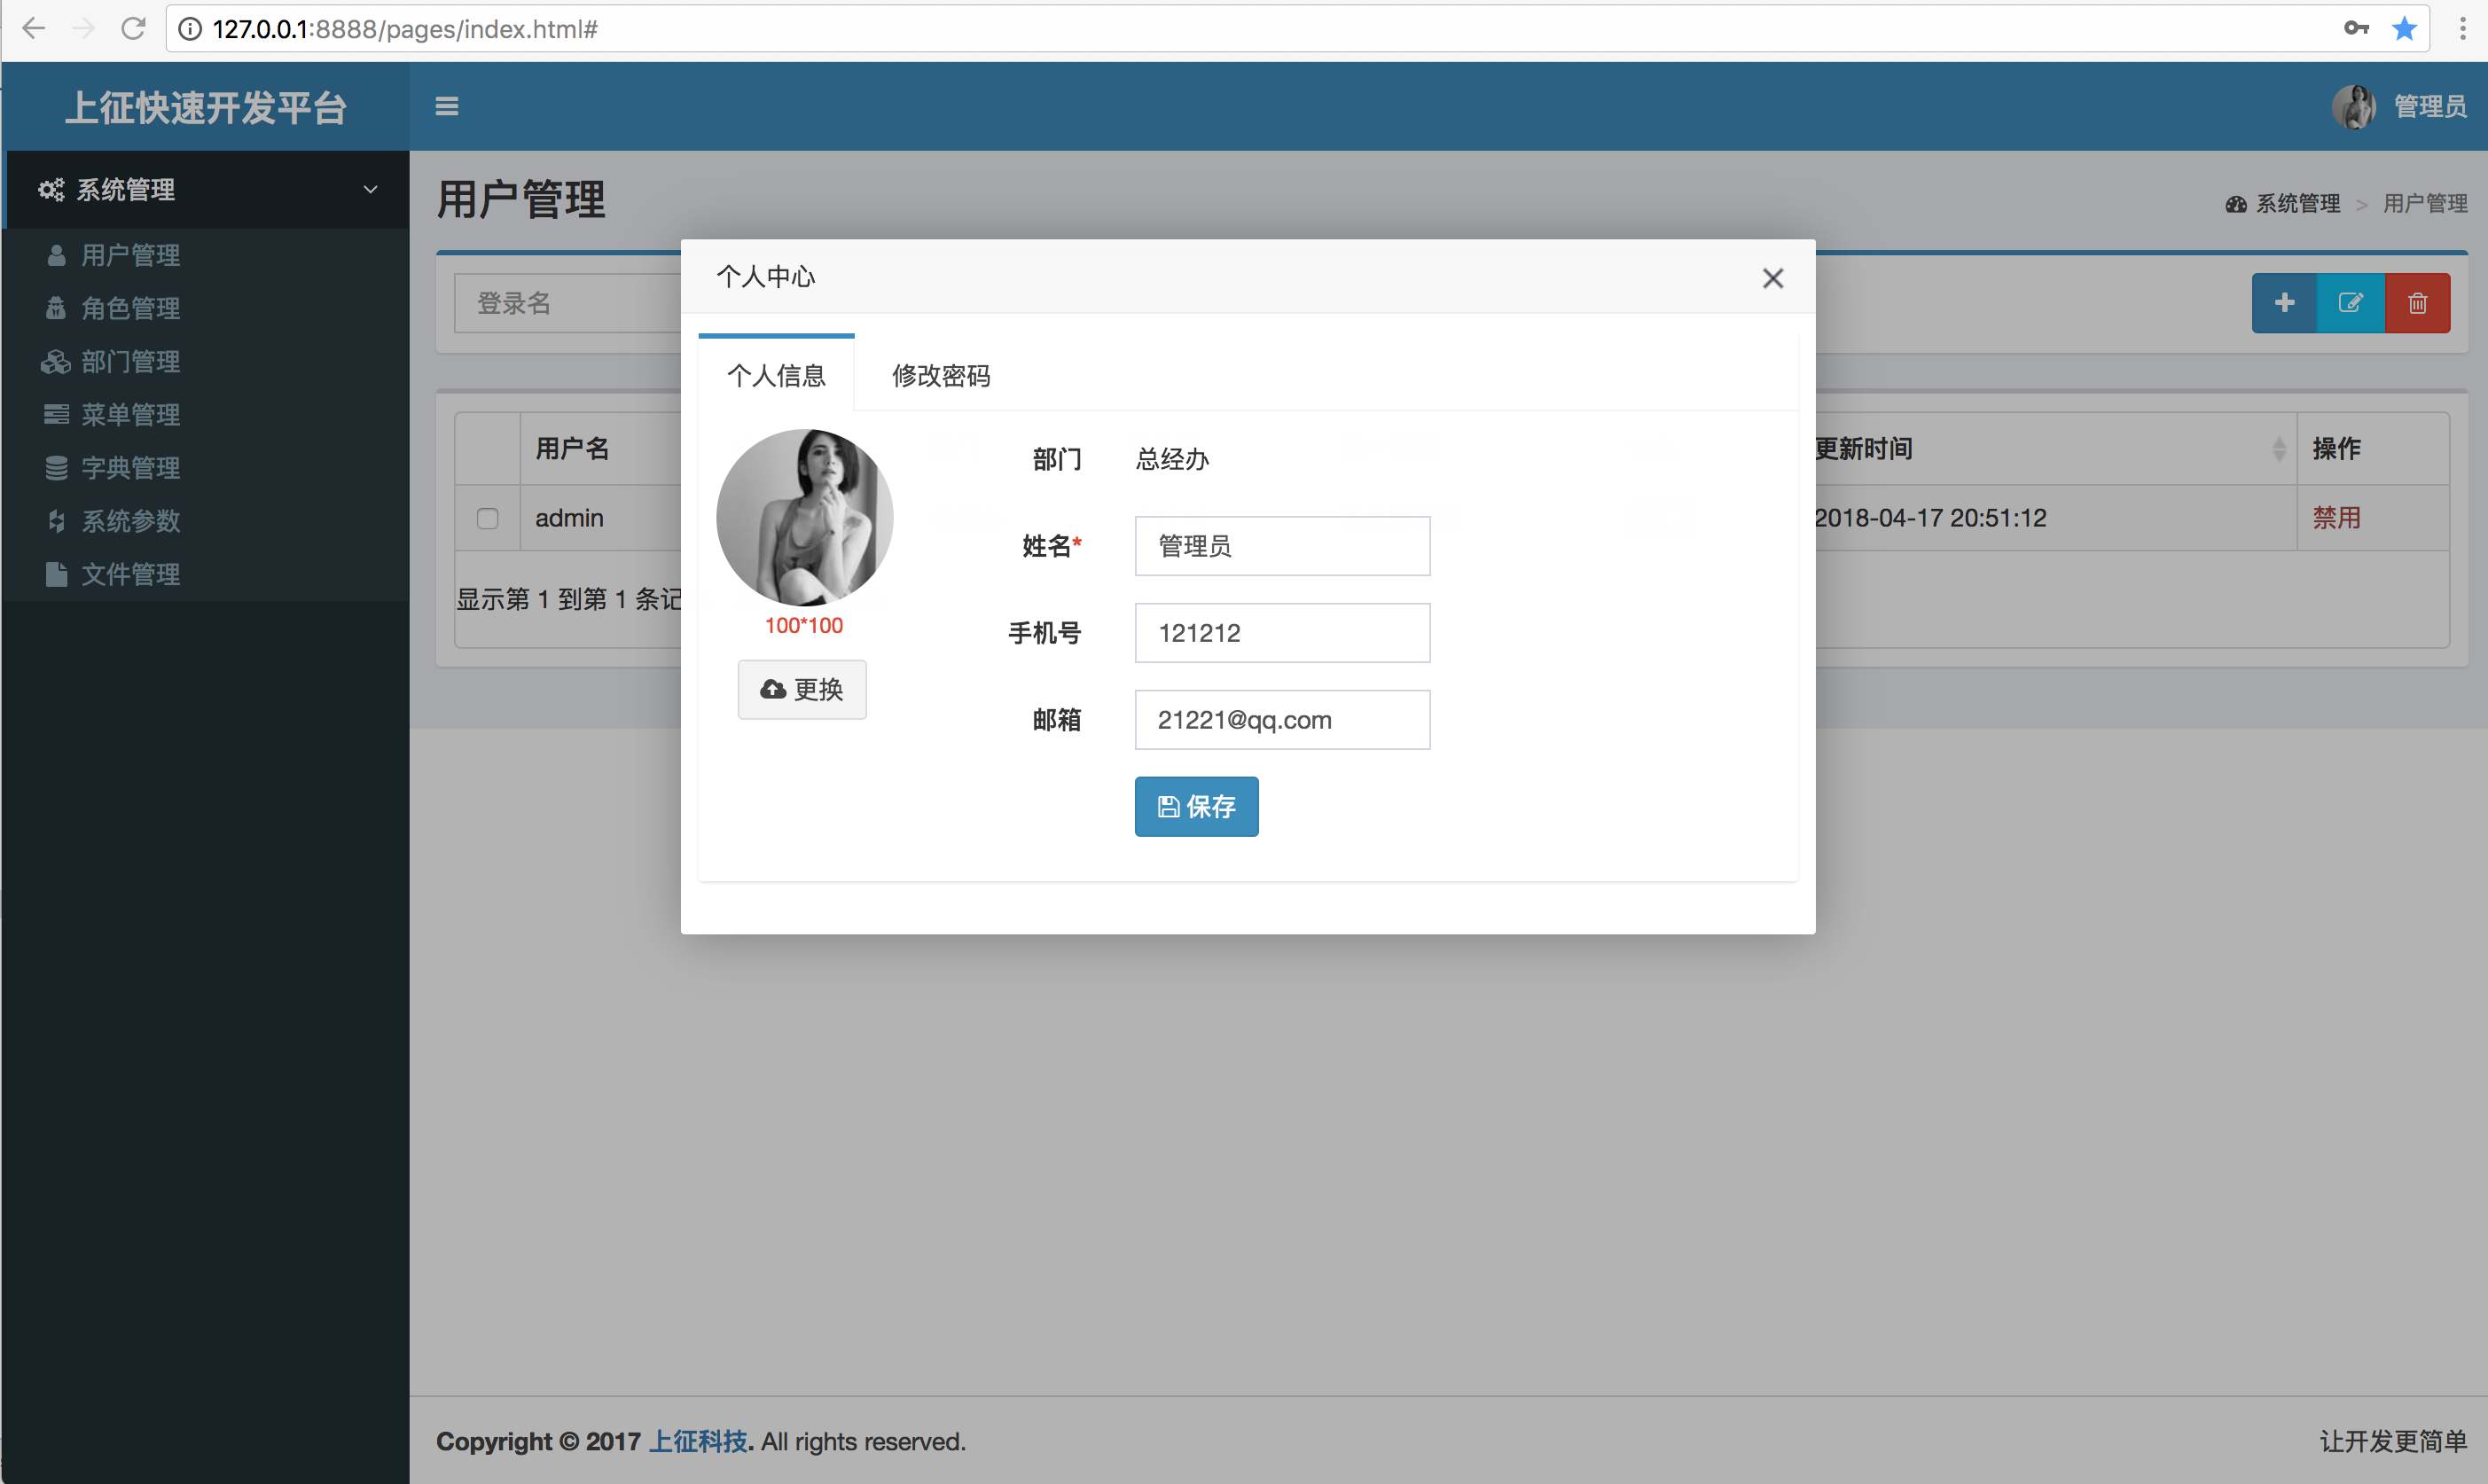 127.0.0.1:8888/pages/index.html#
上征快速开发平台
管理员
系统管理
用户管理
角色管理
部门管理
菜单管理
字典管理
系统参数
文件管理
用户管理
系统管理 > 用户管理
登录名
用户名
更新时间
操作
admin
2018-04-17 20:51:12
禁用
显示第 1 到第 1 条记
个人中心
个人信息
修改密码
100*100
更换
部门 总经办
姓名* 管理员
手机号 121212
邮箱 21221@qq.com
保存
Copyright © 2017 上征科技. All rights reserved.
让开发更简单